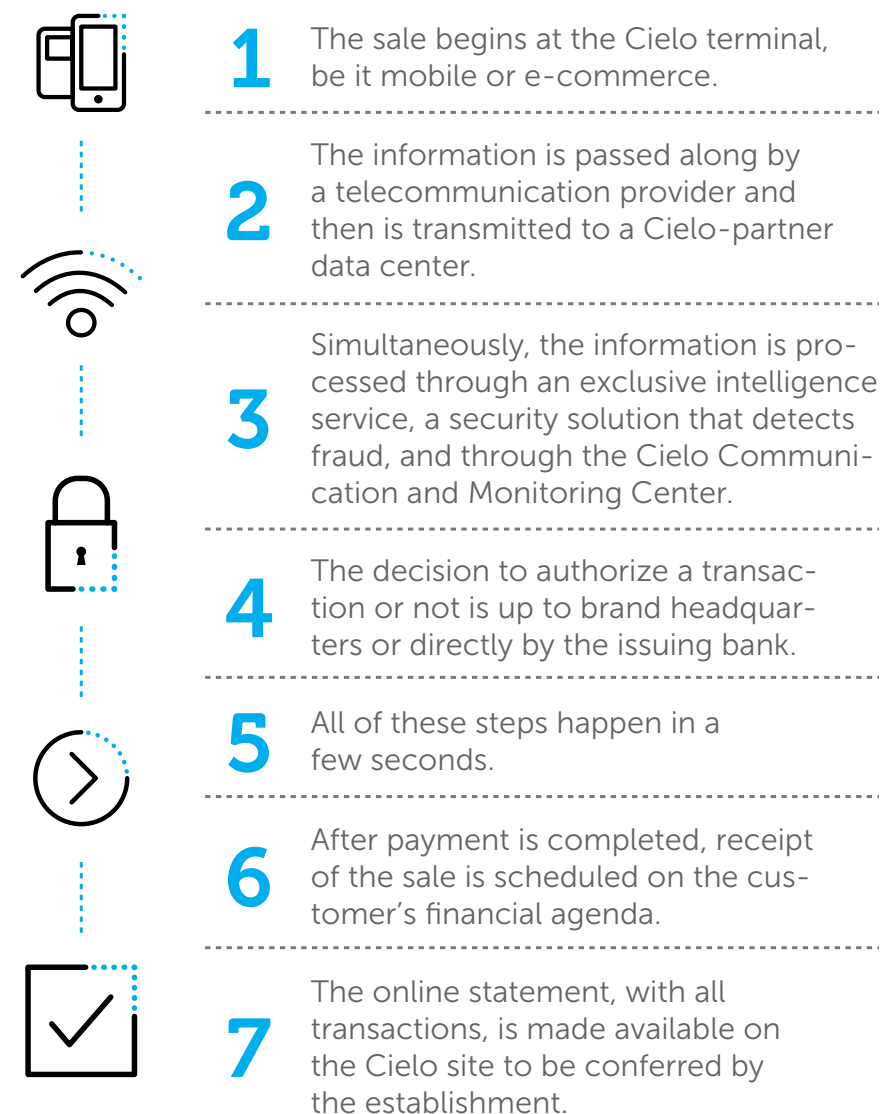 1
The sale begins at the Cielo terminal,
be it mobile or e-commerce.
2
The information is passed along by
a telecommunication provider and
then is transmitted to a Cielo-partner
data center.
3
Simultaneously, the information is pro-
cessed through an exclusive intelligence
service, a security solution that detects
fraud, and through the Cielo Communi-
cation and Monitoring Center.
4
The decision to authorize a transac-
tion or not is up to brand headquar-
ters or directly by the issuing bank.
5
All of these steps happen in a
few seconds.
6
After payment is completed, receipt
of the sale is scheduled on the cus-
tomer’s financial agenda.
7
The online statement, with all
transactions, is made available on
the Cielo site to be conferred by
the establishment.